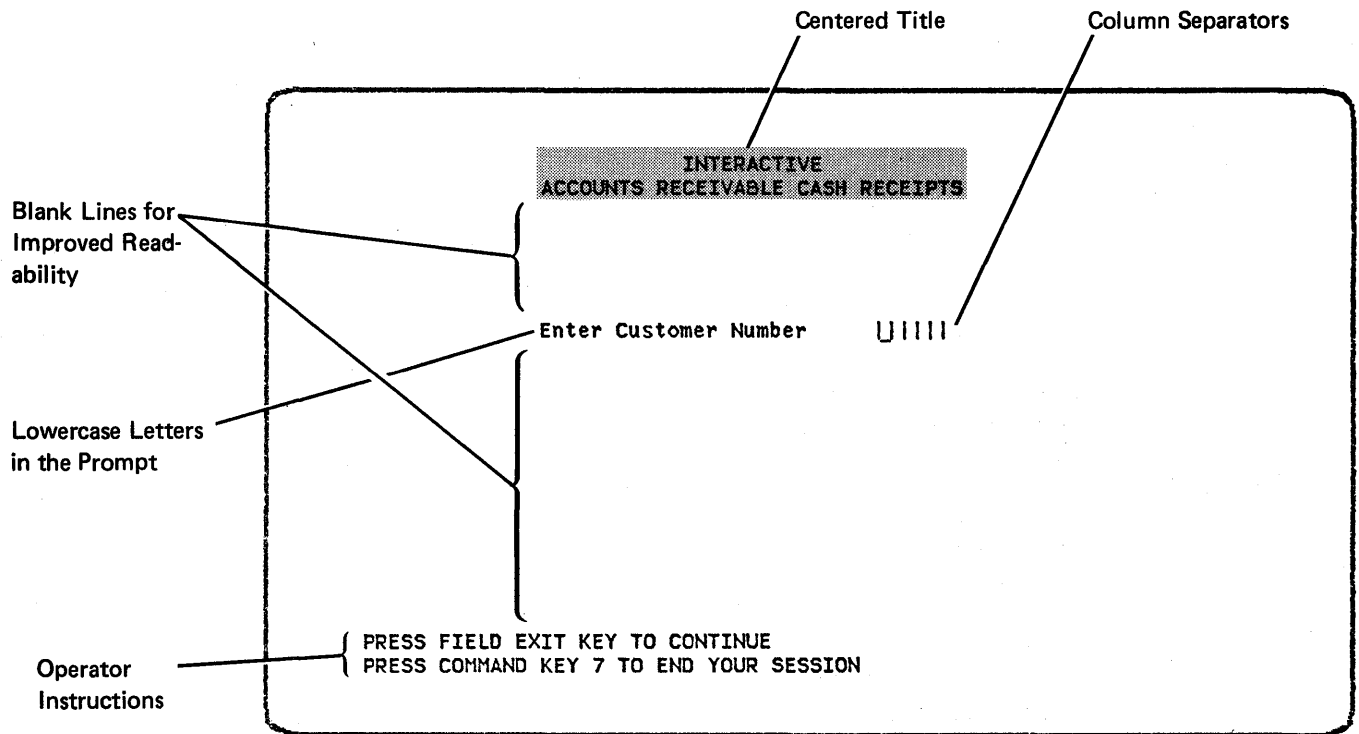 Centered Title
Column Separators
INTERACTIVE
ACCOUNTS RECEIVABLE CASH RECEIPTS
Blank Lines for
Improved Read-
ability
Enter Customer Number
Lowercase Letters
in the Prompt
PRESS FIELD EXIT KEY TO CONTINUE
PRESS COMMAND KEY 7 TO END YOUR SESSION
Operator
Instructions